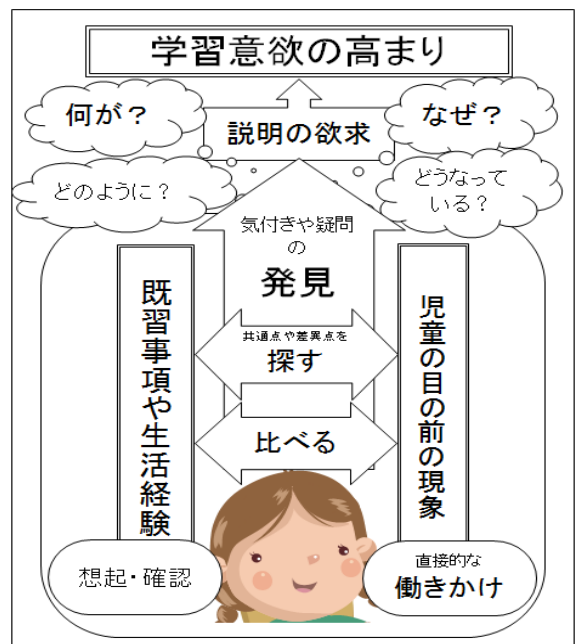 学習意欲の高まり
何が？
説明の欲求
なぜ？
どのように？
どうなって
いる？
気付きや疑問
の
発見
既習事項や生活経験
児童の目の前の現象
共通点や差異点を
探す
比べる
想起・確認
直接的な
働きかけ